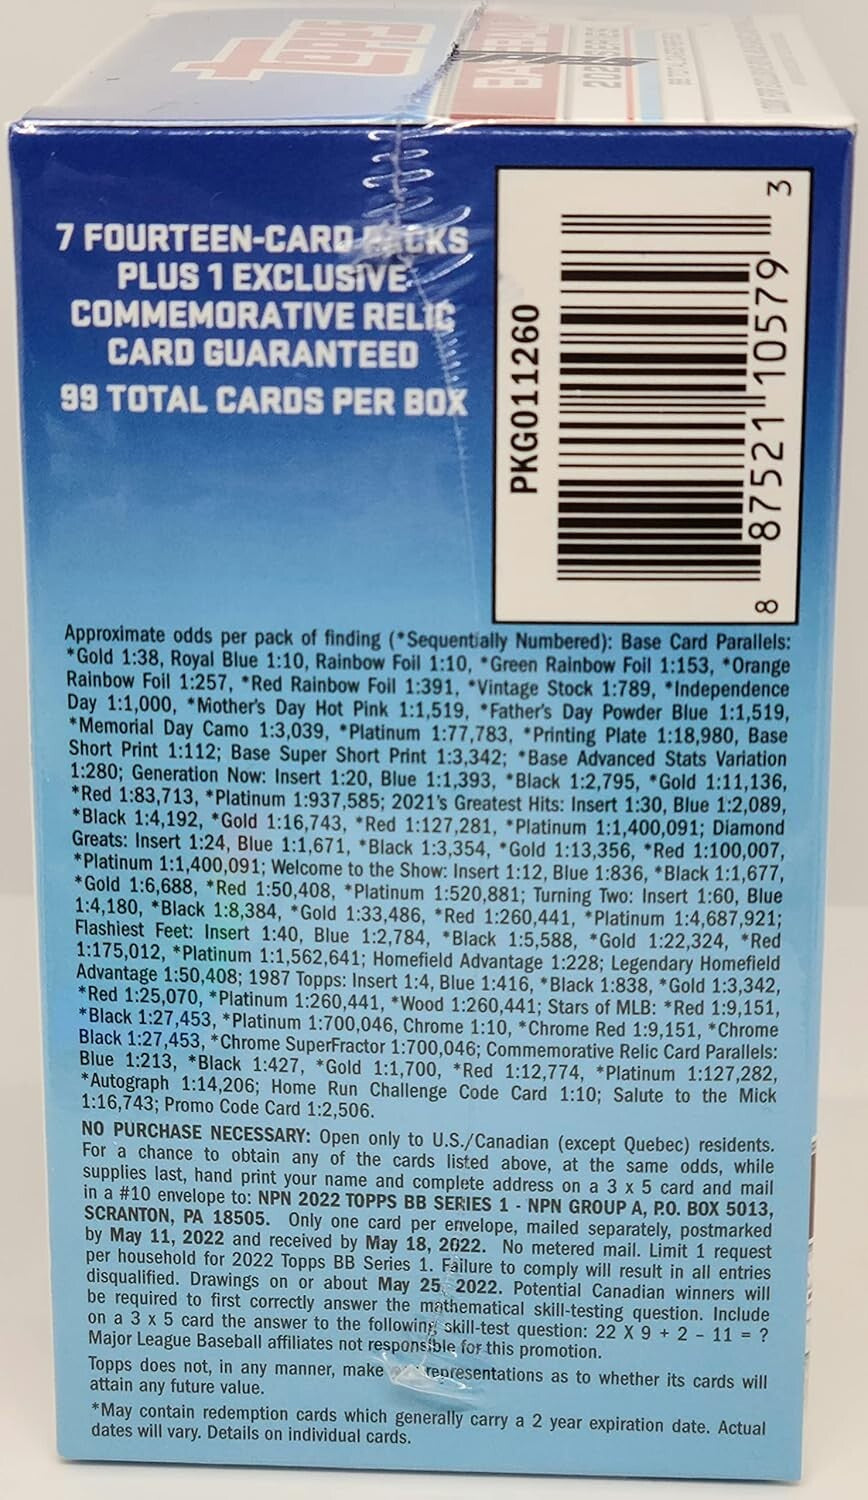 Topps
7 FOURTEEN-CARD PACKS
PLUS 1 EXCLUSIVE
COMMEMORATIVE RELIC
CARD GUARANTEED
99 TOTAL CARDS PER BOX
PKG011260
8 87521 10579 3
Approximate odds per pack of finding (*Sequentially Numbered): Base Card Parallels:
*Gold 1:38, Royal Blue 1:10, Rainbow Foil 1:10, *Green Rainbow Foil 1:153, *Orange
Rainbow Foil 1:257, *Red Rainbow Foil 1:391, *Vintage Stock 1:789, *Independence
Day 1:1,000, *Mother's Day Hot Pink 1:1,519, *Father's Day Powder Blue 1:1,519,
*Memorial Day Camo 1:3,039, *Platinum 1:77,783, *Printing Plate 1:18,980, Base
Short Print 1:112; Base Super Short Print 1:3,342; *Base Advanced Stats Variation
1:280; Generation Now: Insert 1:20, Blue 1:1,393, *Black 1:2,795, *Gold 1:11,136,
*Red 1:83,713, *Platinum 1:937,585; 2021's Greatest Hits: Insert 1:30, Blue 1:2,089,
*Black 1:4,192, *Gold 1:16,743, *Red 1:127,281, *Platinum 1:1,400,091; Diamond
Greats: Insert 1:24, Blue 1:1,671, *Black 1:3,354, *Gold 1:13,356, *Red 1:100,007,
*Platinum 1:1,400,091; Welcome to the Show: Insert 1:12, Blue 1:836, *Black 1:1,677,
*Gold 1:6,688, *Red 1:50,408, *Platinum 1:520,881; Turning Two: Insert 1:60, Blue
1:4,180, *Black 1:8,384, *Gold 1:33,486, *Red 1:260,441, *Platinum 1:4,687,921;
Flashiest Feet: Insert 1:40, Blue 1:2,784, *Black 1:5,588, *Gold 1:22,324, *Red
1:175,012, *Platinum 1:1,562,641; Homefield Advantage 1:228; Legendary Homefield
Advantage 1:50,408; 1987 Topps: Insert 1:4, Blue 1:416, *Black 1:838, *Gold 1:3,342,
*Red 1:25,070, *Platinum 1:260,441, *Wood 1:260,441; Stars of MLB: *Red 1:9,151,
*Black 1:27,453, *Platinum 1:700,046, Chrome 1:10, *Chrome Red 1:9,151, *Chrome
Black 1:27,453, *Chrome SuperFractor 1:700,046; Commemorative Relic Card Parallels:
Blue 1:213, *Black 1:427, *Gold 1:1,700, *Red 1:12,774, *Platinum 1:127,282,
*Autograph 1:14,206; Home Run Challenge Code Card 1:10; Salute to the Mick
1:16,743; Promo Code Card 1:2,506.
NO PURCHASE NECESSARY: Open only to U.S./Canadian (except Quebec) residents.
For a chance to obtain any of the cards listed above, at the same odds, while
supplies last, hand print your name and complete address on a 3 x 5 card and mail
in a #10 envelope to: NPN 2022 TOPPS BB SERIES 1 - NPN GROUP A, P.O. BOX 5013,
SCRANTON, PA 18505. Only one card per envelope, mailed separately, postmarked
by May 11, 2022 and received by May 18, 2022. No metered mail. Limit 1 request
per household for 2022 Topps BB Series 1. Failure to comply will result in all entries
disqualified. Drawings on or about May 25, 2022. Potential Canadian winners will
be required to first correctly answer the mathematical skill-testing question. Include
on a 3 x 5 card the answer to the following skill-test question: 22 X 9 + 2 - 11 = ?
Major League Baseball affiliates not responsible for this promotion.
Topps does not, in any manner, make representations as to whether its cards will
attain any future value.
*May contain redemption cards which generally carry a 2 year expiration date. Actual
dates will vary. Details on individual cards.